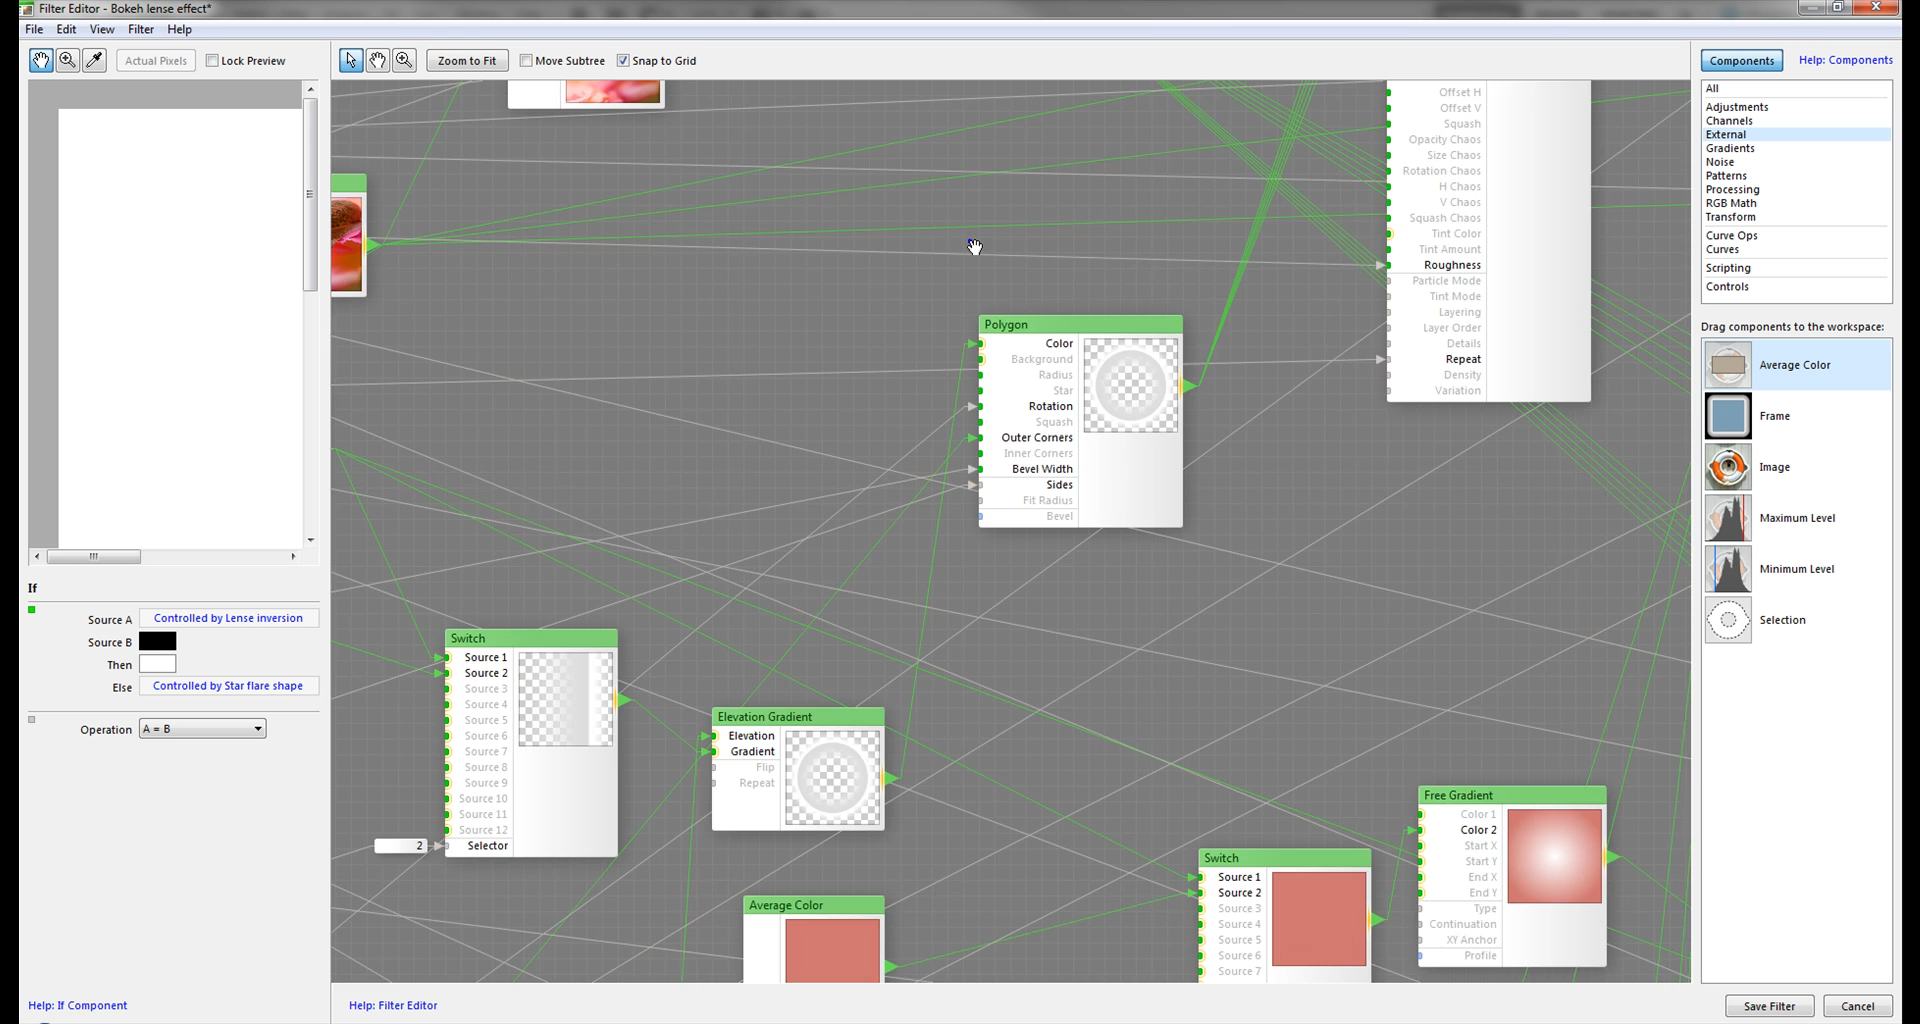 Filter Editor - Bokeh lense effect*
File Edit View Filter Help
Actual Pixels
Lock Preview
Zoom to Fit
Move Subtree
Snap to Grid
Components
Help: Components
All
Adjustments
Channels
External
Gradients
Noise
Patterns
Processing
RGB Math
Transform
Curve Ops
Curves
Scripting
Controls
Drag components to the workspace:
Average Color
Frame
Image
Maximum Level
Minimum Level
Selection
Offset H
Offset V
Squash
Opacity Chaos
Size Chaos
Rotation Chaos
H Chaos
V Chaos
Squash Chaos
Tint Color
Tint Amount
Roughness
Particle Mode
Tint Mode
Layering
Layer Order
Details
Repeat
Density
Variation
Polygon
Color
Background
Radius
Star
Rotation
Squash
Outer Corners
Inner Corners
Bevel Width
Sides
Fit Radius
Bevel
If
Source A Controlled by Lense inversion
Source B
Then
Else Controlled by Star flare shape
Operation A = B
Switch
Source 1
Source 2
Source 3
Source 4
Source 5
Source 6
Source 7
Source 8
Source 9
Source 10
Source 11
Source 12
2 Selector
Elevation Gradient
Elevation
Gradient
Flip
Repeat
Average Color
Switch
Source 1
Source 2
Source 3
Source 4
Source 5
Source 6
Source 7
Free Gradient
Color 1
Color 2
Start X
Start Y
End X
End Y
Type
Continuation
XY Anchor
Profile
Help: If Component
Help: Filter Editor
Save Filter
Cancel